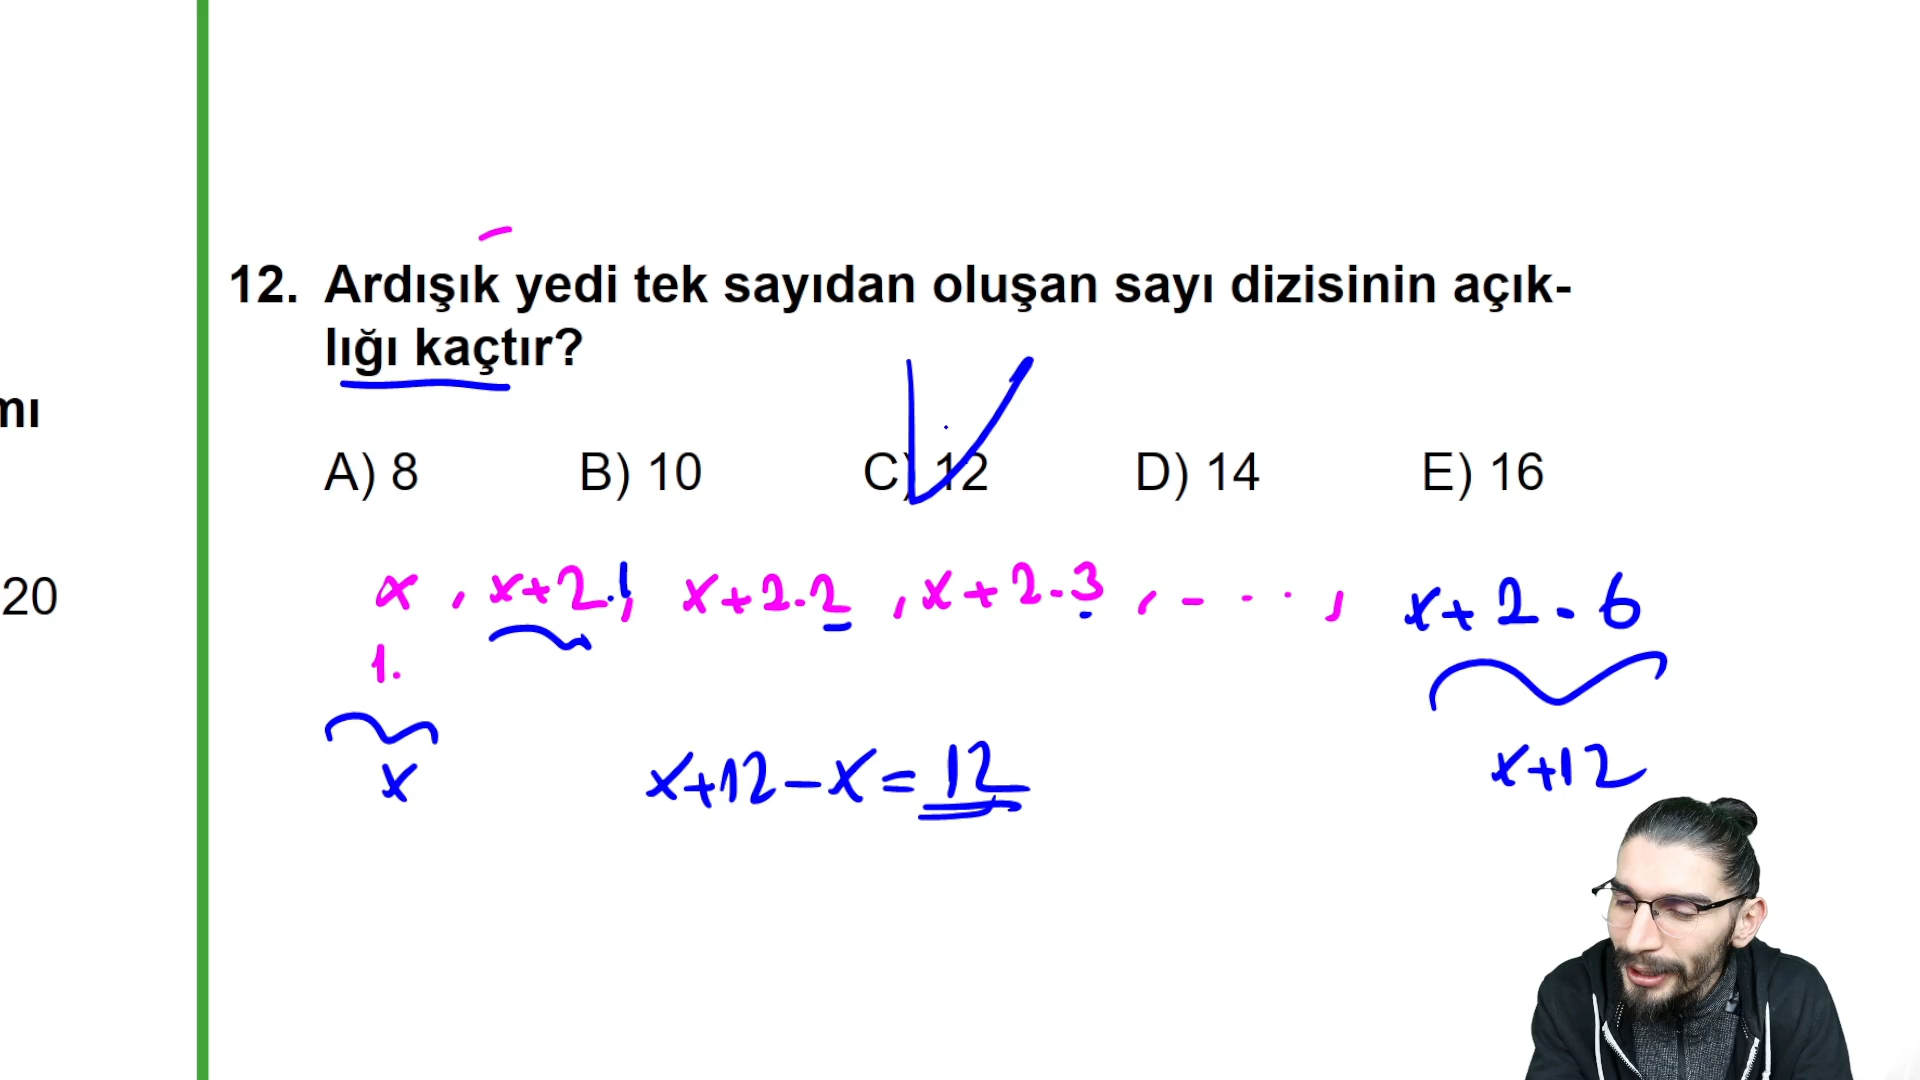 12. Ardışık yedi tek sayıdan oluşan sayı dizisinin açık-
lığı kaçtır?
mı
A) 8 B) 10 C) 12 D) 14 E) 16
20
x , x+2.1, x+2.2 , x+2.3 , - - . . , x+2.6
1.
x x+12-x=12 x+12